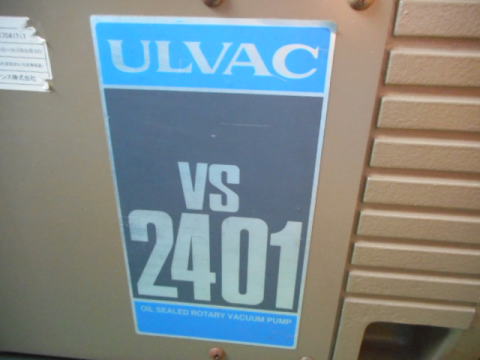 ULVAC
VS
2401
OIL SEALED ROTARY VACUUM PUMP